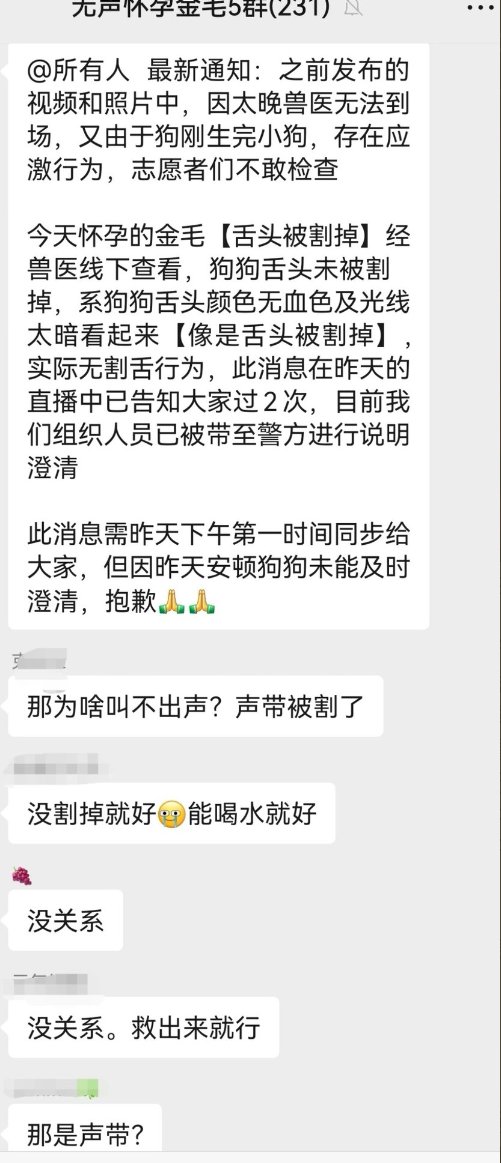 无声怀孕金毛5群(231)
@所有人 最新通知：之前发布的
视频和照片中，因太晚兽医无法到
场，又由于狗刚生完小狗，存在应
激行为，志愿者们不敢检查
今天怀孕的金毛【舌头被割掉】经
兽医线下查看，狗狗舌头未被割
掉，系狗狗舌头颜色无血色及光线
太暗看起来【像是舌头被割掉】，
实际无割舌行为，此消息在昨天的
直播中已告知大家过2次，目前我
们组织人员已被带至警方进行说明
澄清
此消息需昨天下午第一时间同步给
大家，但因昨天安顿狗狗未能及时
澄清，抱歉🙏🙏
那为啥叫不出声？声带被割了
没割掉就好🥹能喝水就好
🍇
没关系
没关系。救出来就行
那是声带？